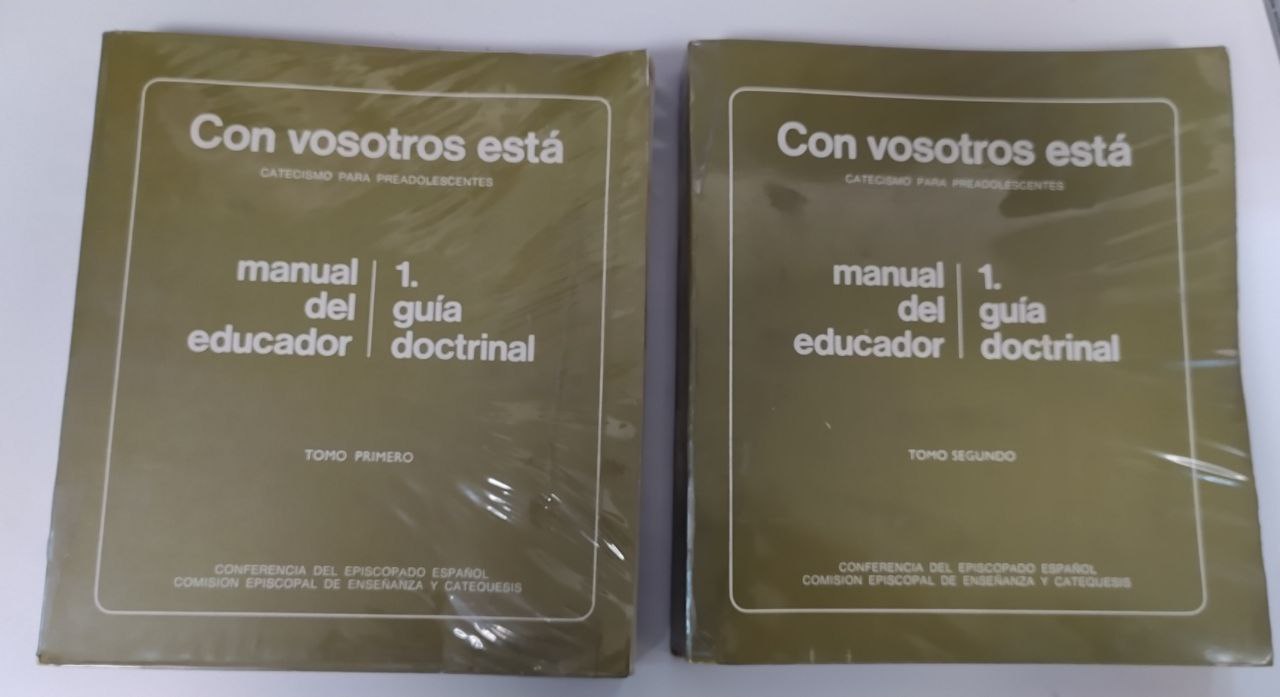 Con vosotros está
CATECISMO PARA PREADOLESCENTES
manual
del
educador
1.
guía
doctrinal
TOMO PRIMERO
CONFERENCIA DEL EPISCOPADO ESPAÑOL
COMISION EPISCOPAL DE ENSEÑANZA Y CATEQUESIS
Con vosotros está
CATECISMO PARA PREADOLESCENTES
manual
del
educador
1.
guía
doctrinal
TOMO SEGUNDO
CONFERENCIA DEL EPISCOPADO ESPAÑOL
COMISION EPISCOPAL DE ENSEÑANZA Y CATEQUESIS